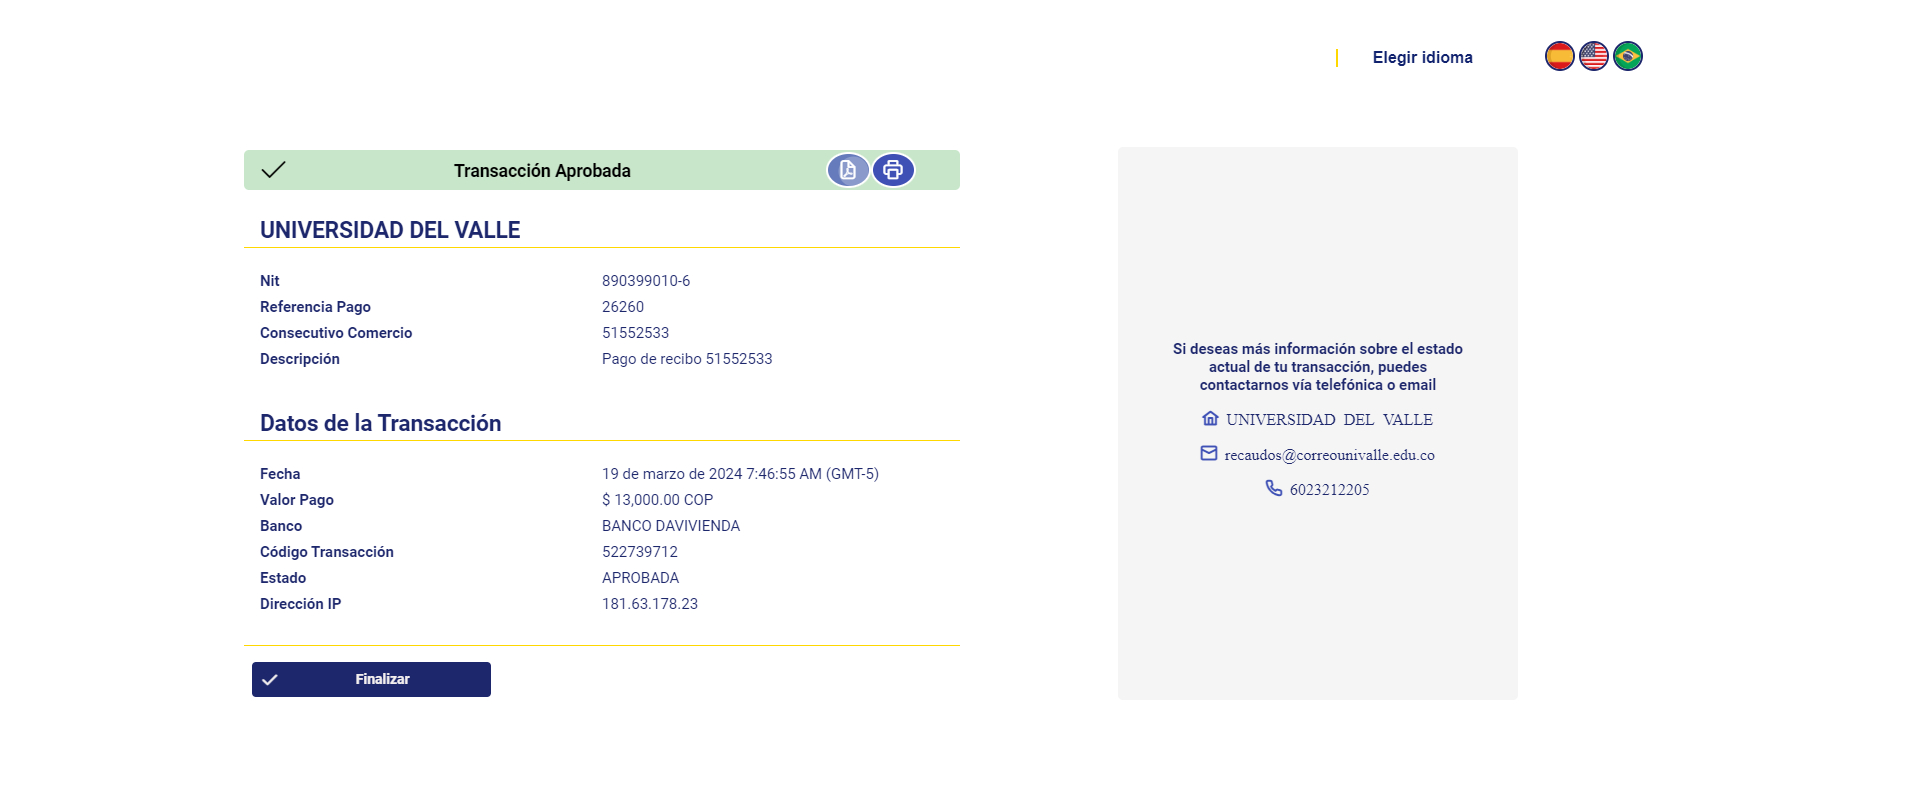 Elegir idioma
Transacción Aprobada
UNIVERSIDAD DEL VALLE
Nit 890399010-6
Referencia Pago 26260
Consecutivo Comercio 51552533
Descripción Pago de recibo 51552533
Datos de la Transacción
Fecha 19 de marzo de 2024 7:46:55 AM (GMT-5)
Valor Pago $ 13,000.00 COP
Banco BANCO DAVIVIENDA
Código Transacción 522739712
Estado APROBADA
Dirección IP 181.63.178.23
Finalizar
Si deseas más información sobre el estado
actual de tu transacción, puedes
contactarnos vía telefónica o email
UNIVERSIDAD DEL VALLE
recaudos@correounivalle.edu.co
6023212205